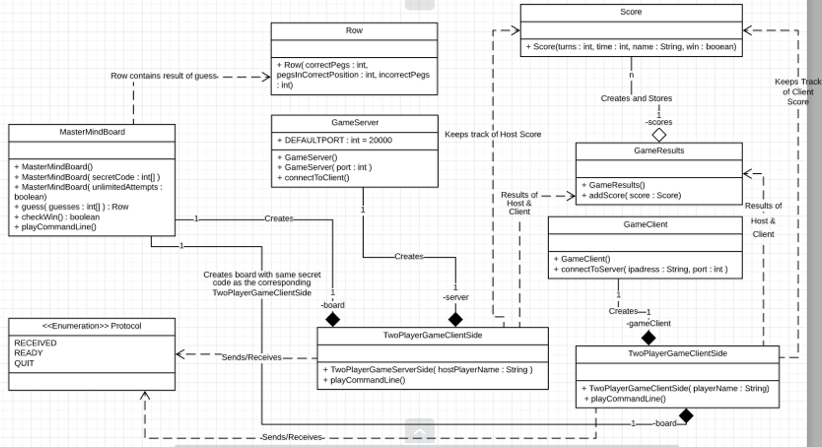 Score
+ Score(turns : int, time : int, name : String, win : booean)
Row
+ Row( correctPegs : int,
pegsInCorrectPosition : int, incorrectPegs
: int)
Row contains result of guess
n
Creates and Stores
1
-scores
Keeps Track
of Client
Score
GameServer
+ DEFAULTPORT : int = 20000
+ GameServer()
+ GameServer( port : int )
+ connectToClient()
Keeps track of Host Score
MasterMindBoard
+ MasterMindBoard()
+ MasterMindBoard( secretCode : int[] )
+ MasterMindBoard( unlimitedAttempts :
boolean)
+ guess( guesses : int[] ) : Row
+ checkWin() : boolean
+ playCommandLine()
GameResults
+ GameResults()
+ addScore( score : Score)
Results of
Host &
Client
Results of
Host &
Client
GameClient
+ GameClient()
+ connectToServer( ipadress : String, port : int )
1
Creates
1
1
Creates
1
Creates board with same secret
code as the corresponding
TwoPlayerGameClientSide
1
-board
1
-server
1
Creates
1
-gameClient
<<Enumeration>> Protocol
RECEIVED
READY
QUIT
Sends/Receives
TwoPlayerGameClientSide
+ TwoPlayerGameServerSide( hostPlayerName : String )
+ playCommandLine()
TwoPlayerGameClientSide
+ TwoPlayerGameClientSide( playerName : String)
+ playCommandLine()
1
-board
Sends/Receives